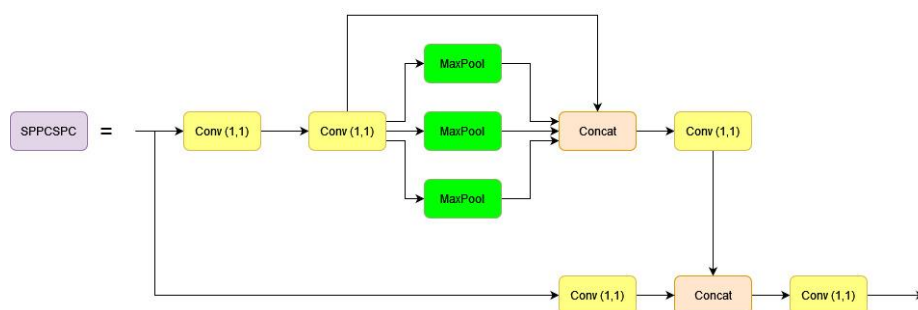 MaxPool
SPPCSPC =
Conv (1,1)
Conv (1,1)
MaxPool
Concat
Conv (1,1)
MaxPool
Conv (1,1)
Concat
Conv (1,1)